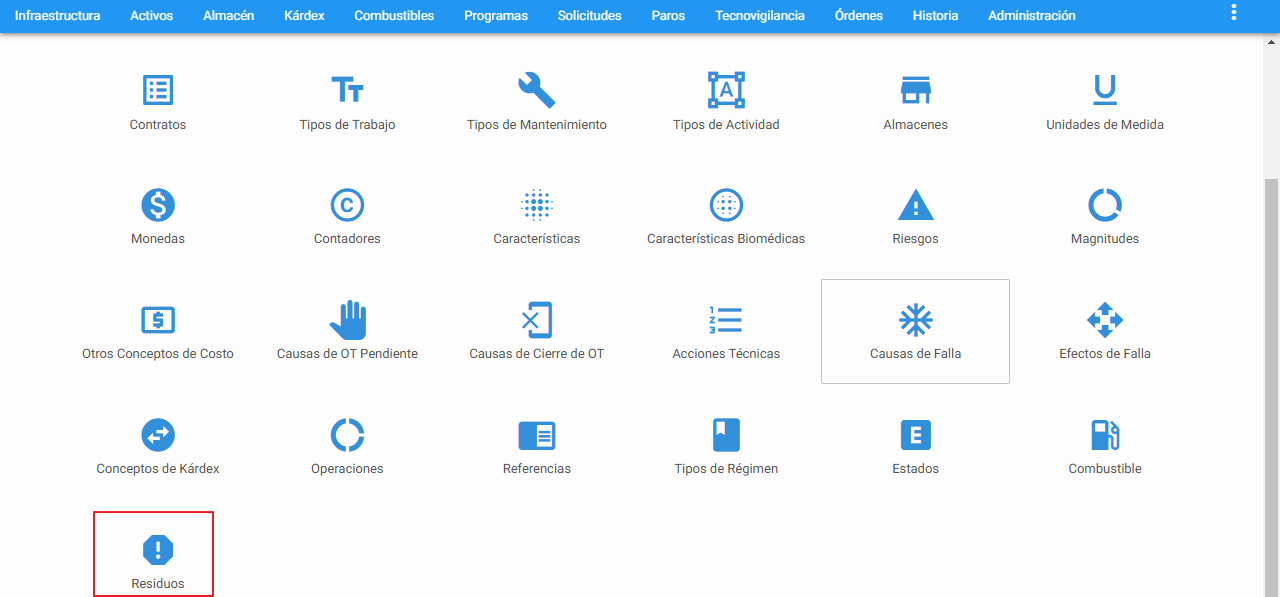 Infraestructura Activos Almacén Kárdex Combustibles Programas Solicitudes Paros Tecnovigilancia Órdenes Historia Administración
Contratos Tipos de Trabajo Tipos de Mantenimiento Tipos de Actividad Almacenes Unidades de Medida
Monedas Contadores Características Características Biomédicas Riesgos Magnitudes
Otros Conceptos de Costo Causas de OT Pendiente Causas de Cierre de OT Acciones Técnicas Causas de Falla Efectos de Falla
Conceptos de Kárdex Operaciones Referencias Tipos de Régimen Estados Combustible
Residuos